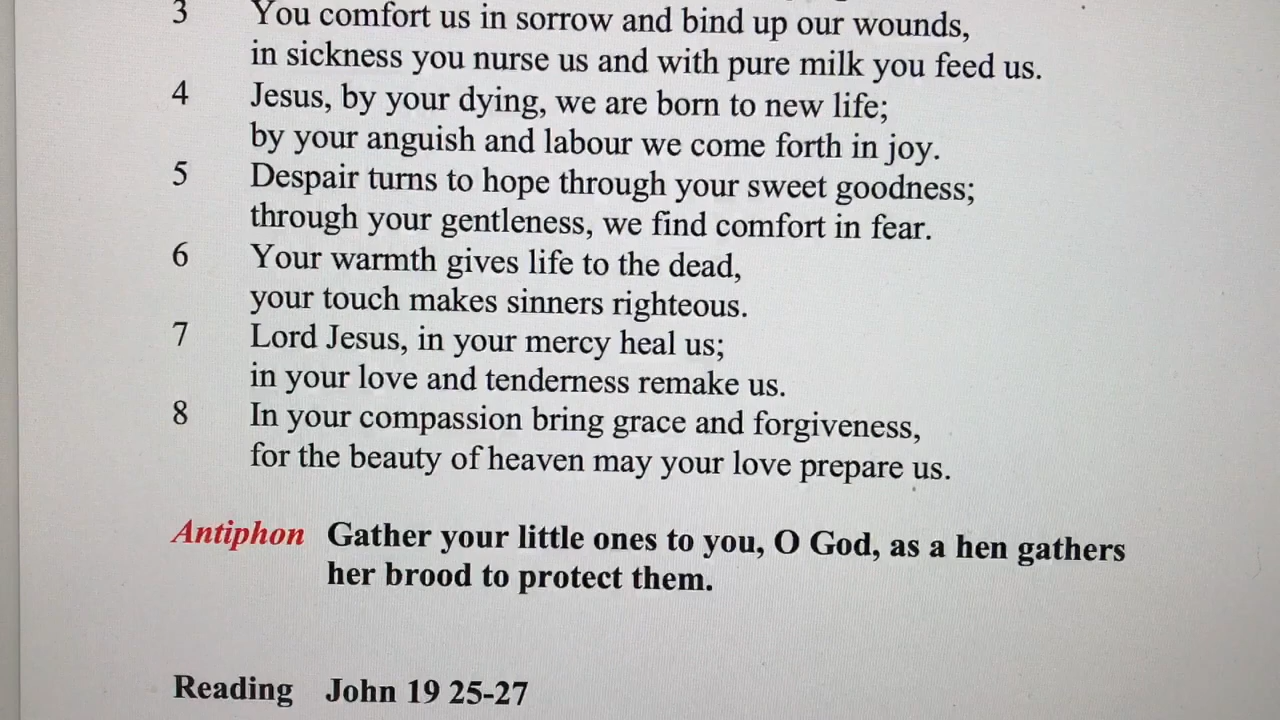 3 You comfort us in sorrow and bind up our wounds,
in sickness you nurse us and with pure milk you feed us.
4 Jesus, by your dying, we are born to new life;
by your anguish and labour we come forth in joy.
5 Despair turns to hope through your sweet goodness;
through your gentleness, we find comfort in fear.
6 Your warmth gives life to the dead,
your touch makes sinners righteous.
7 Lord Jesus, in your mercy heal us;
in your love and tenderness remake us.
8 In your compassion bring grace and forgiveness,
for the beauty of heaven may your love prepare us.
Antiphon Gather your little ones to you, O God, as a hen gathers
her brood to protect them.
Reading John 19 25-27